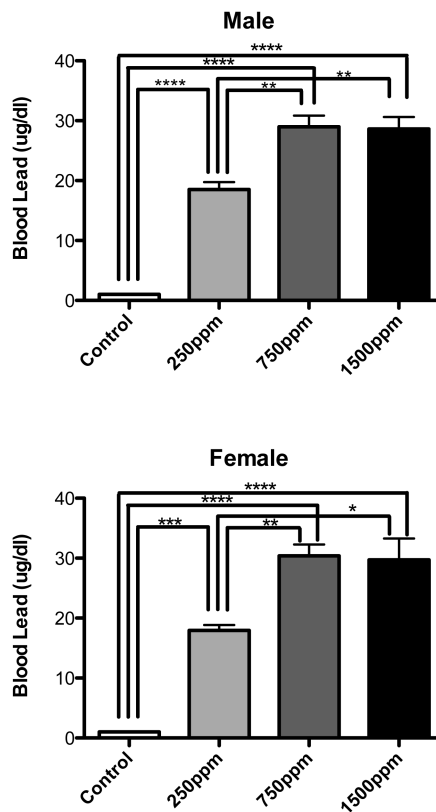 Male
****
****
**
****
**
40
30
20
10
0
Blood Lead (ug/dl)
Control
250ppm
750ppm
1500ppm
Female
****
****
*
***
**
40
30
20
10
0
Blood Lead (ug/dl)
Control
250ppm
750ppm
1500ppm